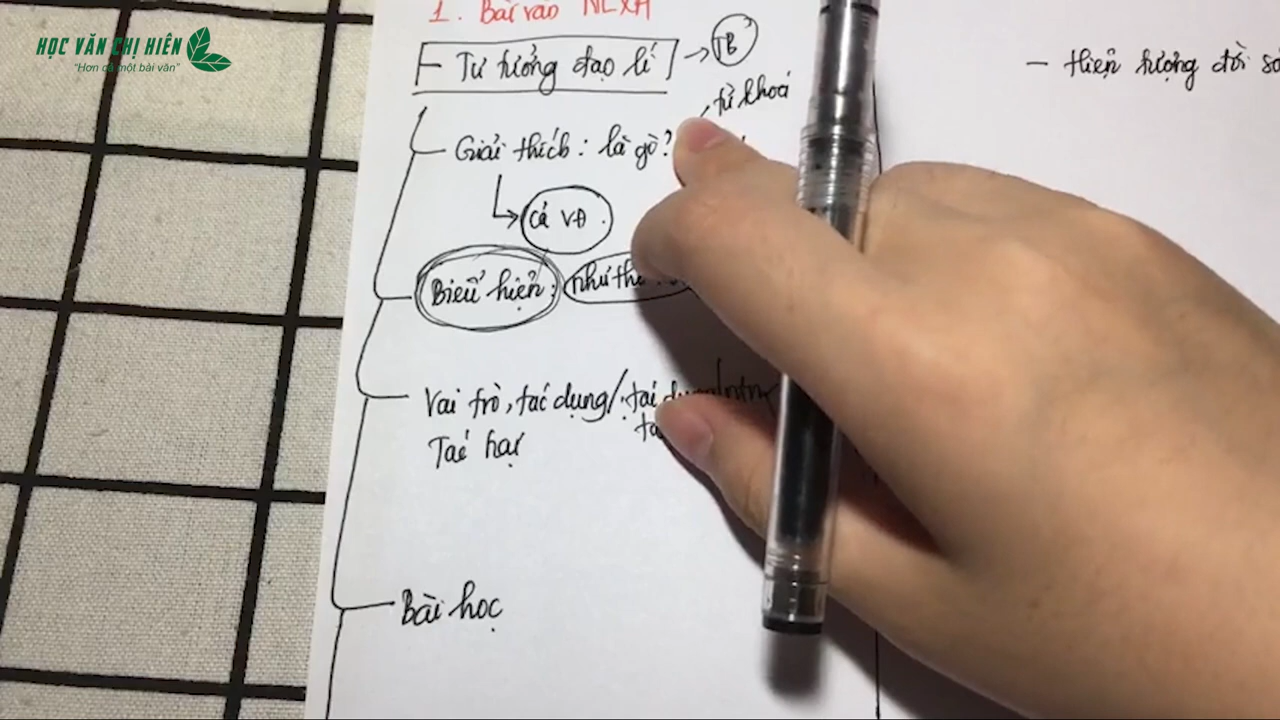 HỌC VĂN CHỊ HIÊN
"Hơn cả một bài văn"
1. Bài văn NLXH
- Tư tưởng đạo lí → TB
từ khoá
Giải thích: là gì?
cả VĐ.
Biểu hiện: như thế
Vai trò, tác dụng/
Tác hại
Bài học
- Hiện tượng đời